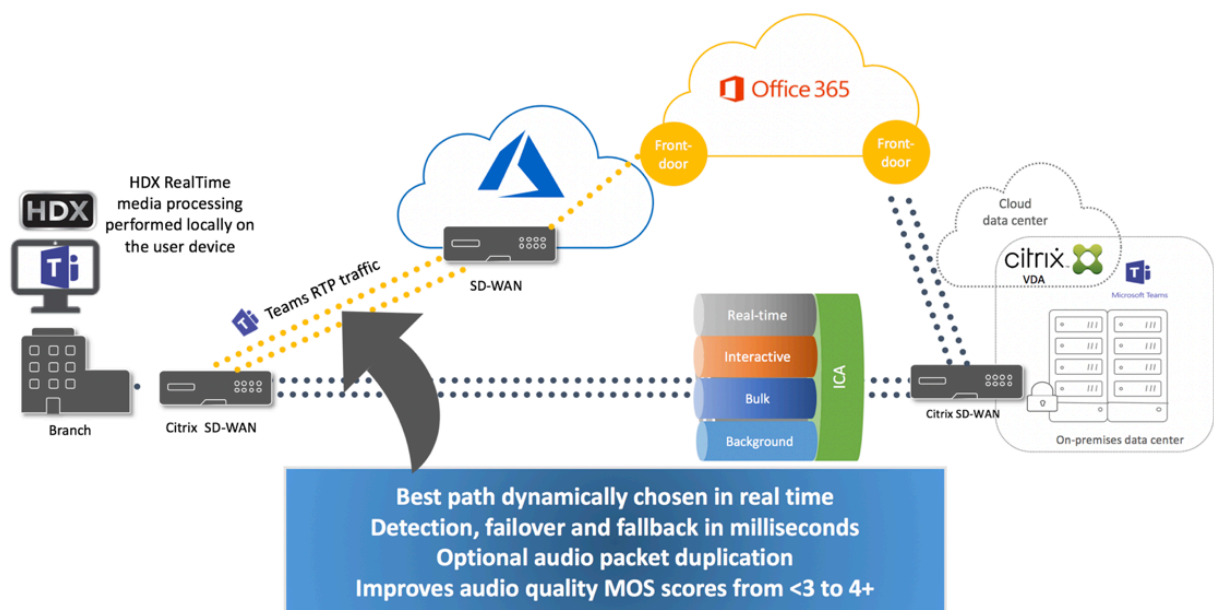 Office 365
Front-
door
Front-
door
HDX
HDX RealTime
media processing
performed locally on
the user device
T
Cloud
data center
citrix
VDA
T
Microsoft Teams
SD-WAN
T
Teams RTP traffic
Real-time
Interactive
Bulk
Background
ICA
Branch
Citrix SD-WAN
Citrix SD-WAN
On-premises data center
Best path dynamically chosen in real time
Detection, failover and fallback in milliseconds
Optional audio packet duplication
Improves audio quality MOS scores from <3 to 4+